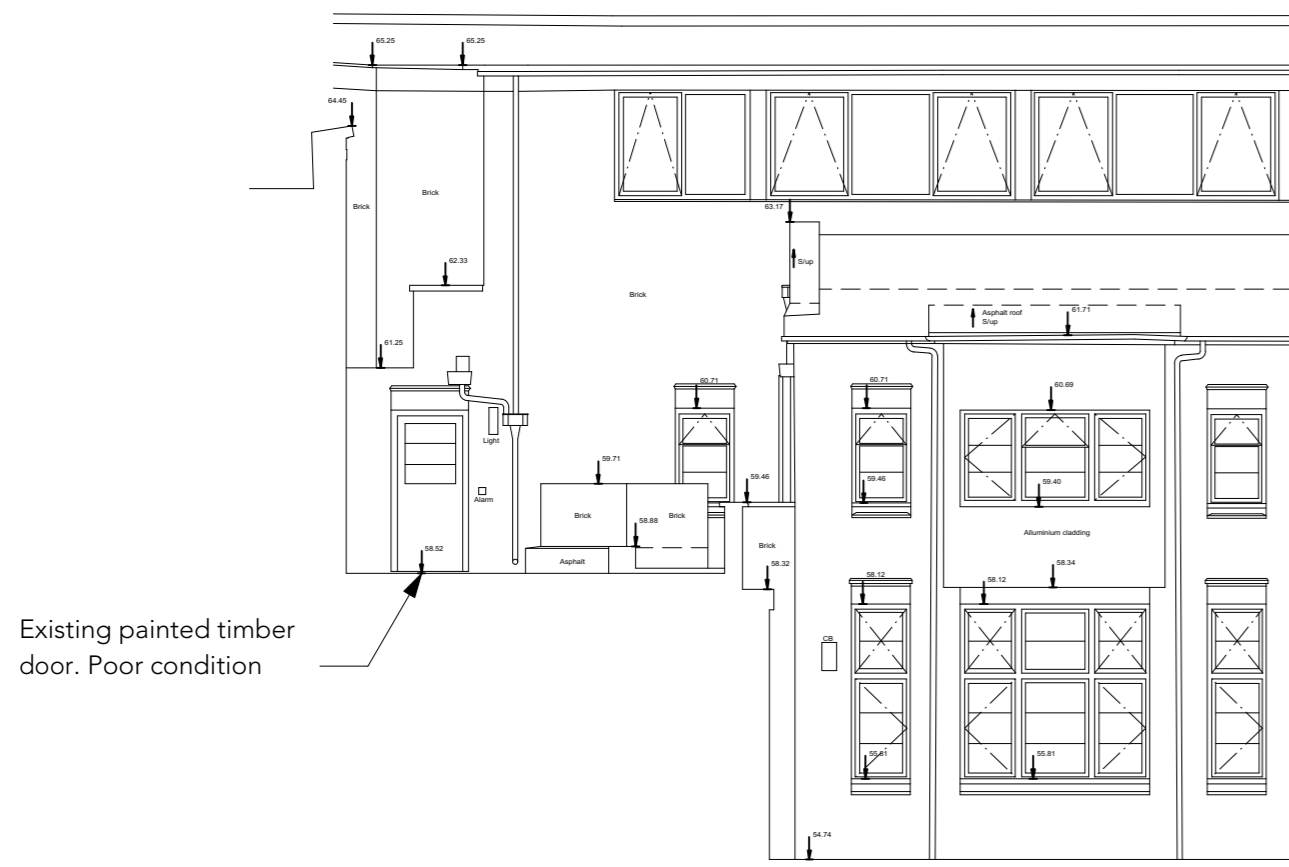 65.25
65.25
64.45
Brick
Brick
63.17
62.33
S/up
Brick
Asphalt roof
S/up
61.71
61.25
60.71
60.71
60.69
Light
59.71
59.46
59.46
59.40
Alarm
Brick
Brick
58.88
Brick
Alluminium cladding
58.52
Asphalt
58.32
58.34
58.12
58.12
Existing painted timber
door. Poor condition
CB
55.81
55.81
54.74